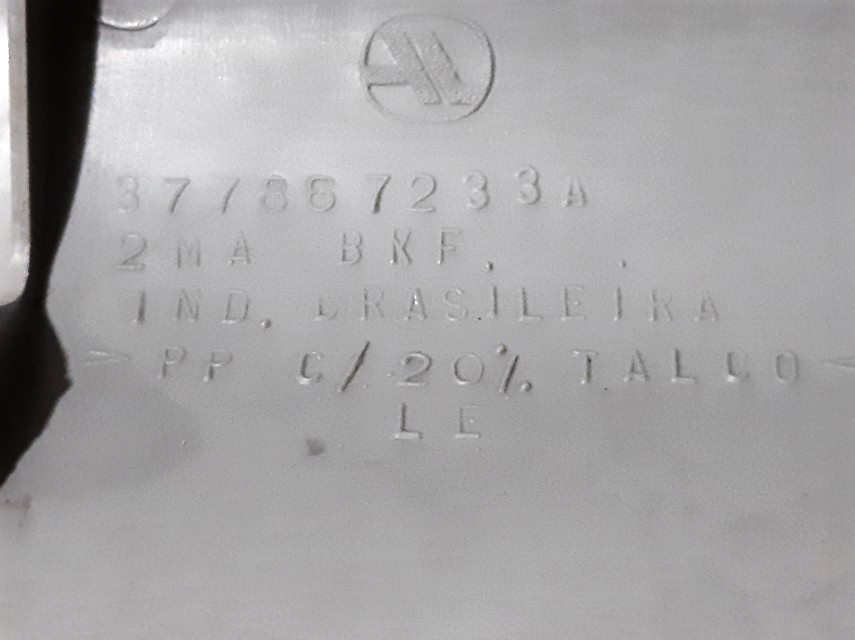 377867233A
2MA BKF. .
IND. BRASILEIRA
>PP C/20% TALCO<
LE